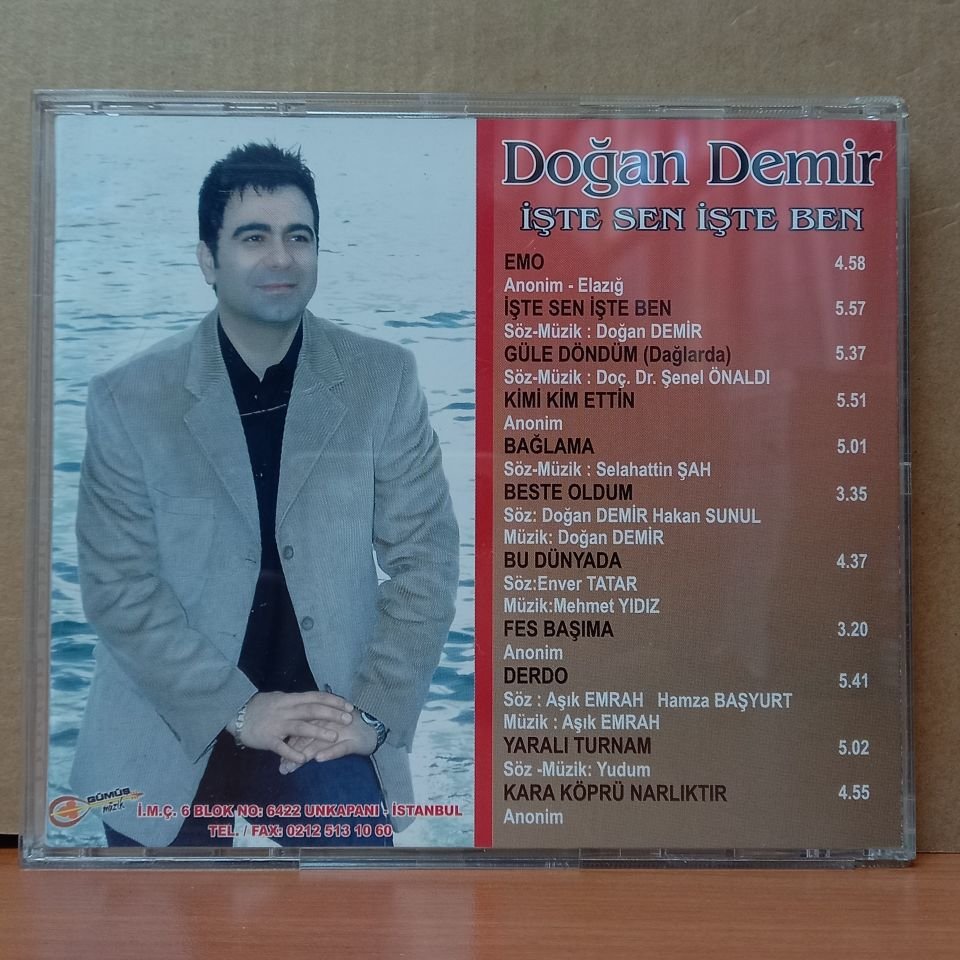 Doğan Demir
İŞTE SEN İŞTE BEN
EMO 4.58
Anonim - Elazığ
İŞTE SEN İŞTE BEN 5.57
Söz-Müzik : Doğan DEMİR
GÜLE DÖNDÜM (Dağlarda) 5.37
Söz-Müzik : Doç. Dr. Şenel ÖNALDI
KİMİ KİM ETTİN 5.51
Anonim
BAĞLAMA 5.01
Söz-Müzik : Selahattin ŞAH
BESTE OLDUM 3.35
Söz: Doğan DEMİR Hakan SUNUL
Müzik: Doğan DEMİR
BU DÜNYADA 4.37
Söz:Enver TATAR
Müzik:Mehmet YIDIZ
FES BAŞIMA 3.20
Anonim
DERDO 5.41
Söz : Aşık EMRAH Hamza BAŞYURT
Müzik : Aşık EMRAH
YARALI TURNAM 5.02
Söz -Müzik: Yudum
KARA KÖPRÜ NARLIKTIR 4.55
Anonim
GÜMÜŞ
müzik
İ.M.Ç. 6 BLOK NO: 6422 UNKAPANI - İSTANBUL
TEL. / FAX: 0212 513 10 60